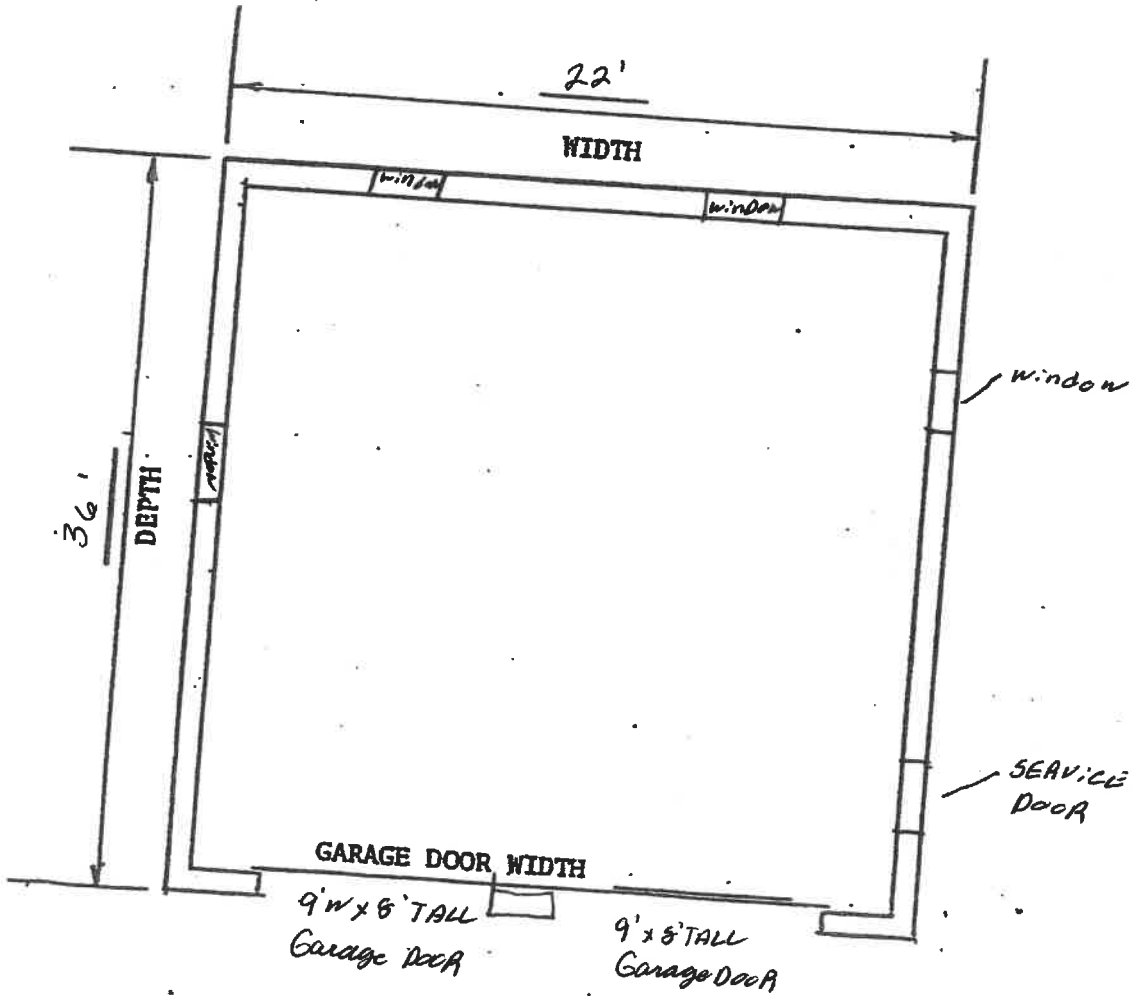 22'
WIDTH
window
winDow
window
window
36'
DEPTH
SERVICE
DOOR
GARAGE DOOR WIDTH
9'W x 8' TALL
Garage DooR
9' x 8' TALL
Garage DooR